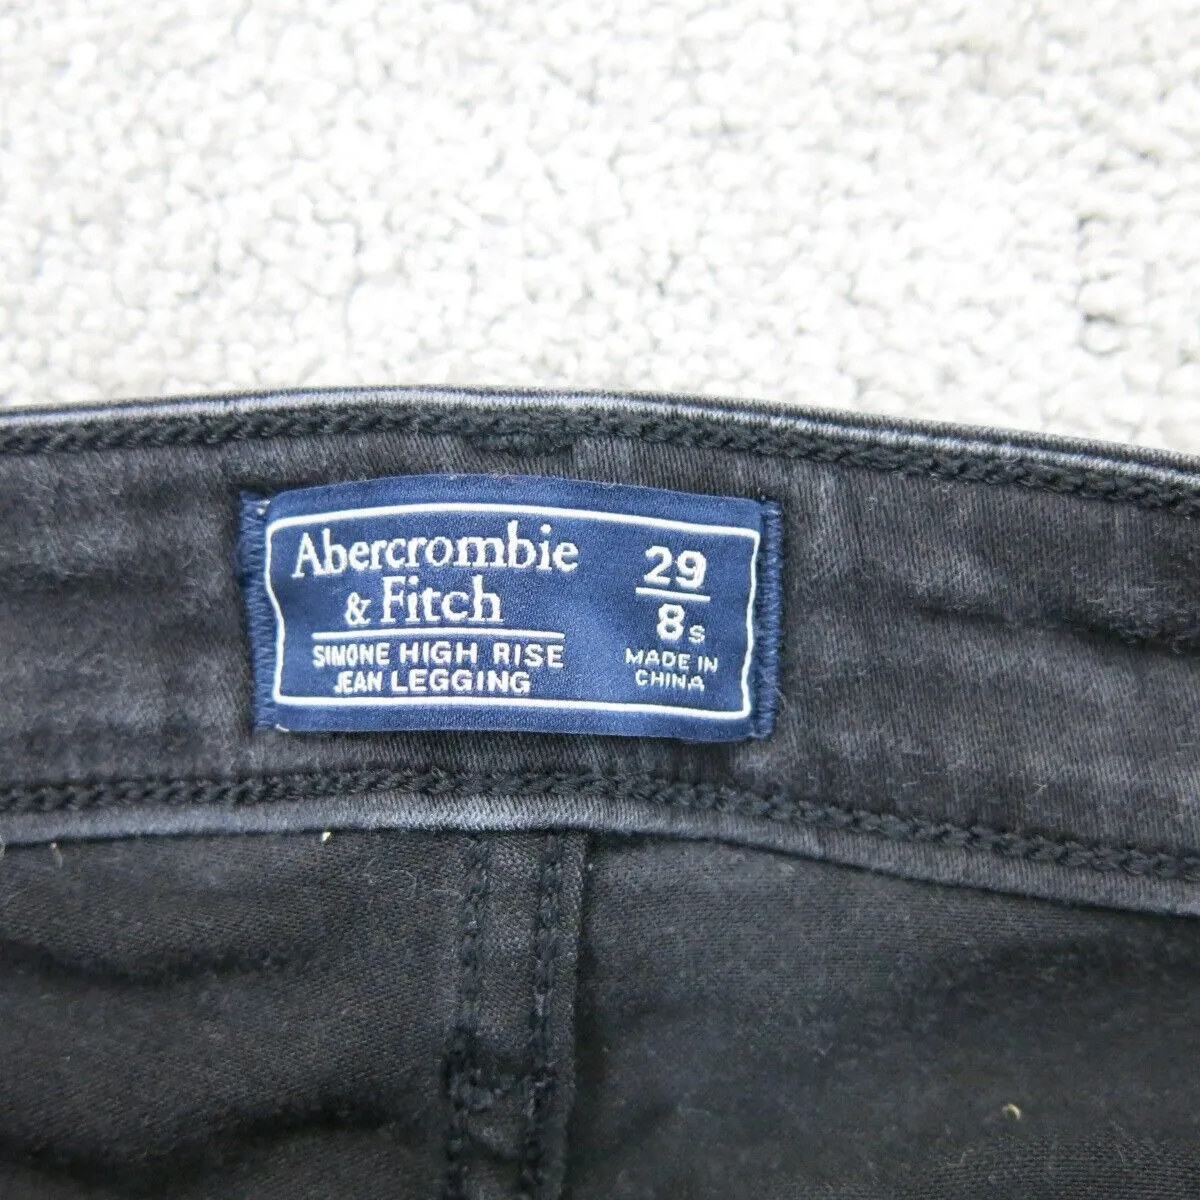 Abercrombie
& Fitch
SIMONE HIGH RISE
JEAN LEGGING
29
8s
MADE IN
CHINA